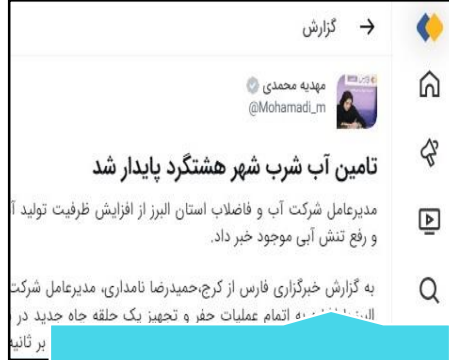 گزارش
مهدیه محمدی
@Mohamadi_m
تامین آب شرب شهر هشتگرد پایدار شد
مدیرعامل شرکت آب و فاضلاب استان البرز از افزایش ظرفیت تولید
و رفع تنش آبی موجود خبر داد.
به گزارش خبرگزاری فارس از کرج،حمیدرضا نامداری، مدیرعامل شرکت
به اتمام عملیات حفر و تجهیز یک حلقه چاه جدید در
بر ثانیه